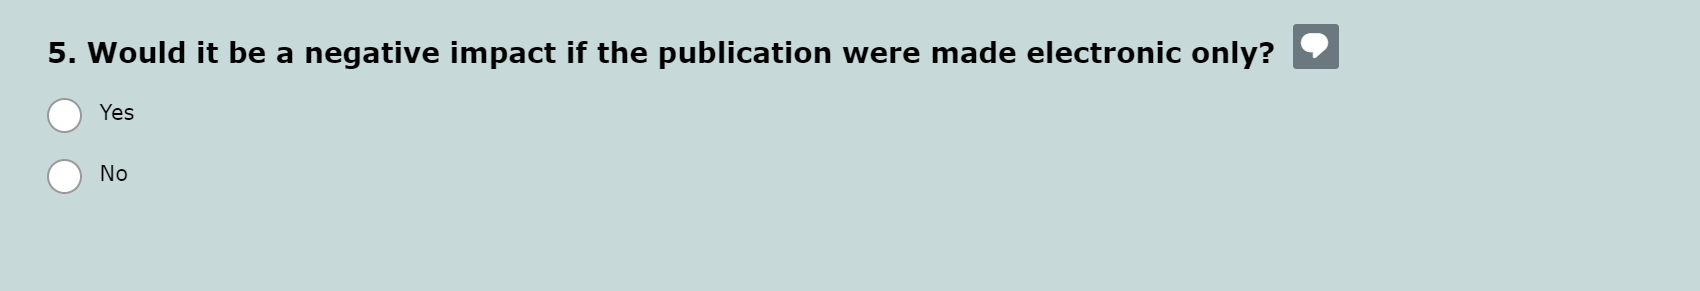 5. Would it be a negative impact if the publication were made electronic only?
Yes
No